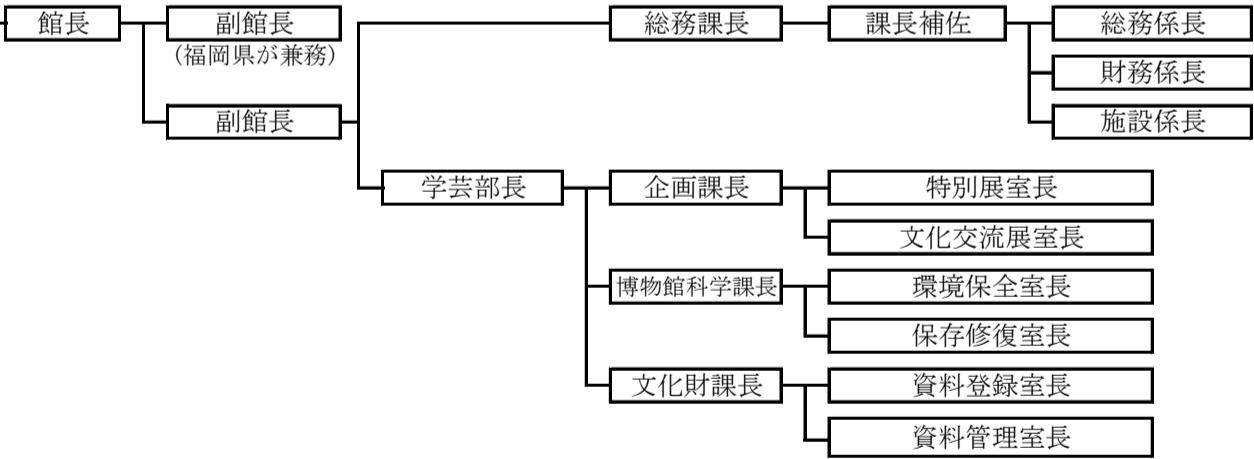 館長
副館長
(福岡県が兼務)
総務課長
課長補佐
総務係長
財務係長
副館長
施設係長
学芸部長
企画課長
特別展室長
文化交流展室長
博物館科学課長
環境保全室長
保存修復室長
文化財課長
資料登録室長
資料管理室長